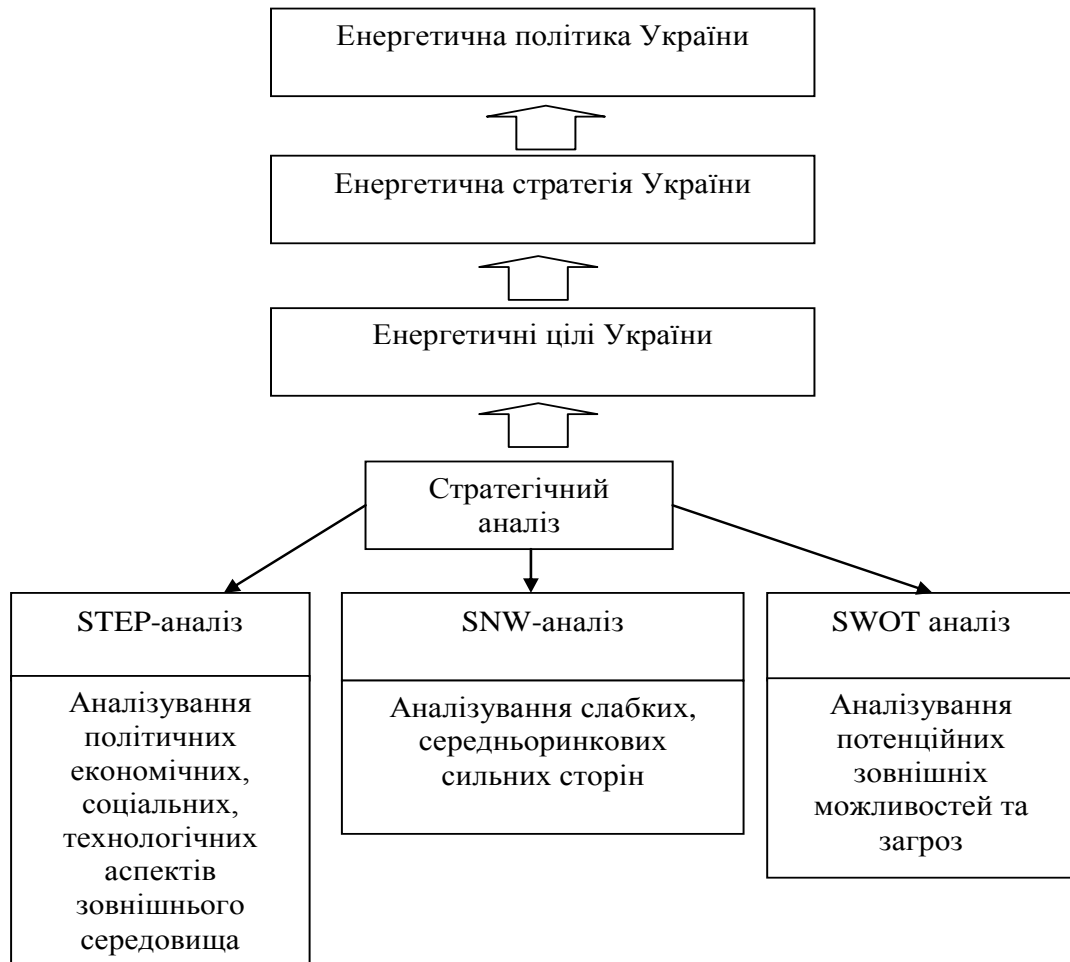 Енергетична політика України
Енергетична стратегія України
Енергетичні цілі України
Стратегічний
аналіз
STEP-аналіз
Аналізування
політичних
економічних,
соціальних,
технологічних
аспектів
зовнішнього
середовища
SNW-аналіз
Аналізування слабких,
середньоринкових
сильних сторін
SWOT аналіз
Аналізування
потенційних
зовнішніх
можливостей та
загроз